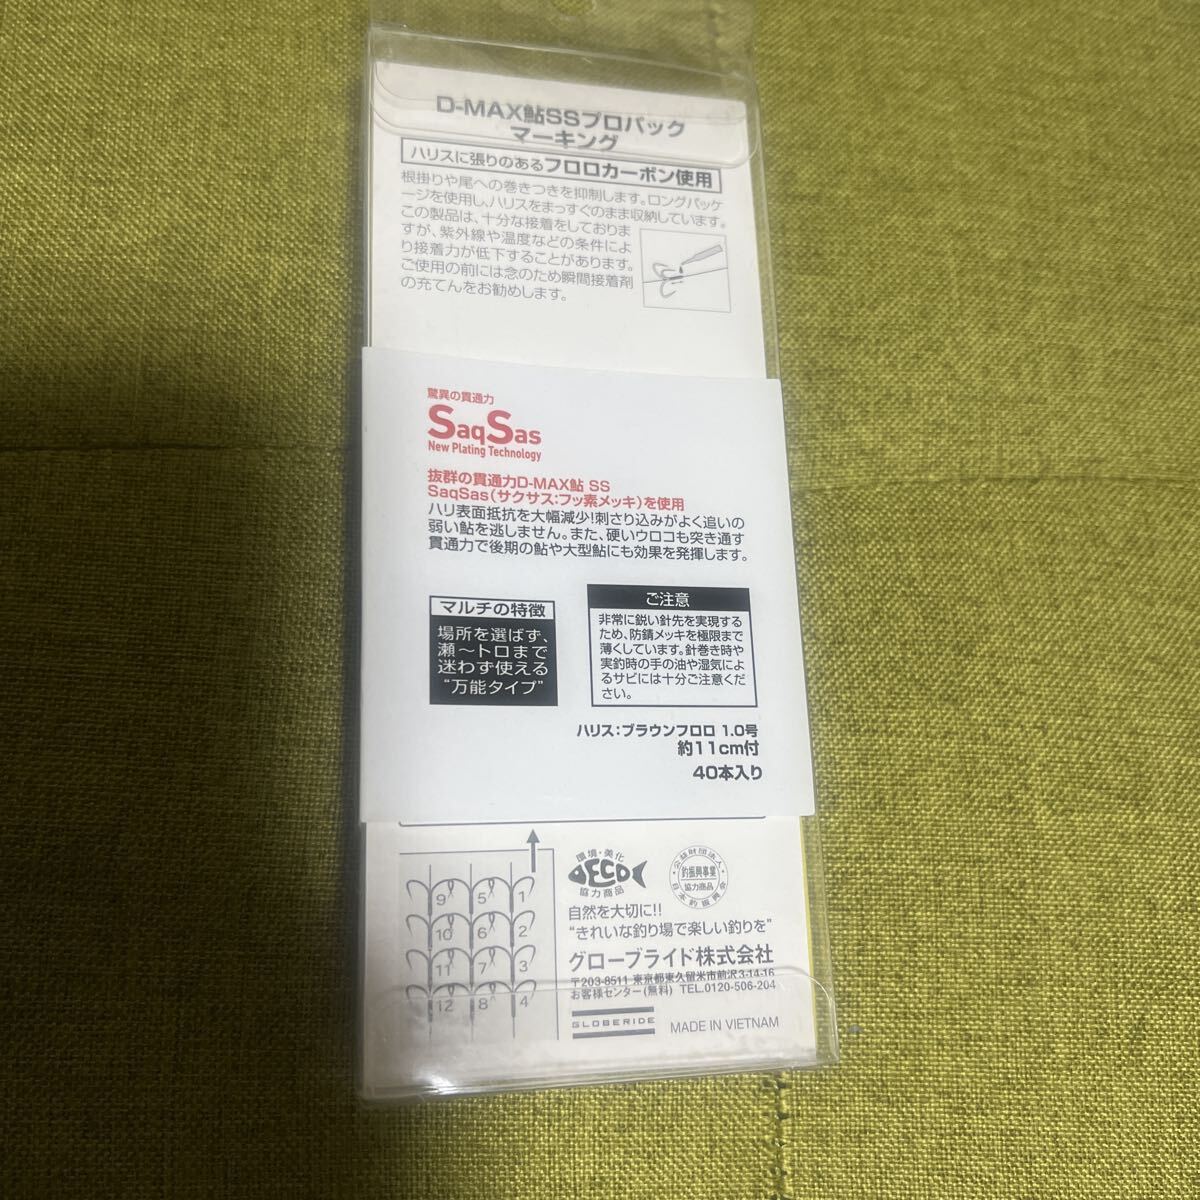 D-MAX鮎SSプロパック
マーキング
ハリスに張りのあるフロロカーボン使用
根掛りや尾への巻きつきを抑制します。ロングパッケ
ージを使用し、ハリスをまっすぐのまま収納しています。
この製品は、十分な接着をしておりま
すが、紫外線や温度などの条件によ
り接着力が低下することがあります。
ご使用の前には念のため瞬間接着剤
の充てんをお勧めします。
驚異の貫通力
SaqSas
New Plating Technology
抜群の貫通力D-MAX鮎 SS
SaqSas(サクサス:フッ素メッキ)を使用
ハリ表面抵抗を大幅減少!刺さり込みがよく追いの
弱い鮎を逃しません。また、硬いウロコも突き通す
貫通力で後期の鮎や大型鮎にも効果を発揮します。
マルチの特徴
場所を選ばず、
瀬〜トロまで
迷わず使える
“万能タイプ”
ご注意
非常に鋭い針先を実現する
ため、防錆メッキを極限まで
薄くしています。針巻き時や
実釣時の手の油や湿気によ
るサビには十分ご注意くだ
さい。
ハリス:ブラウンフロロ 1.0号
約11cm付
40本入り
9 5 1
10 6 2
11 7 3
12 8 4
環境・美化
ECO
協力商品
公益財団法人
釣振興事業
協力商品
日本釣振興会
自然を大切に!!
“きれいな釣り場で楽しい釣りを”
グローブライド株式会社
〒203-8511 東京都東久留米市前沢3-14-16
お客様センター(無料) TEL.0120-506-204
GLOBERIDE
MADE IN VIETNAM